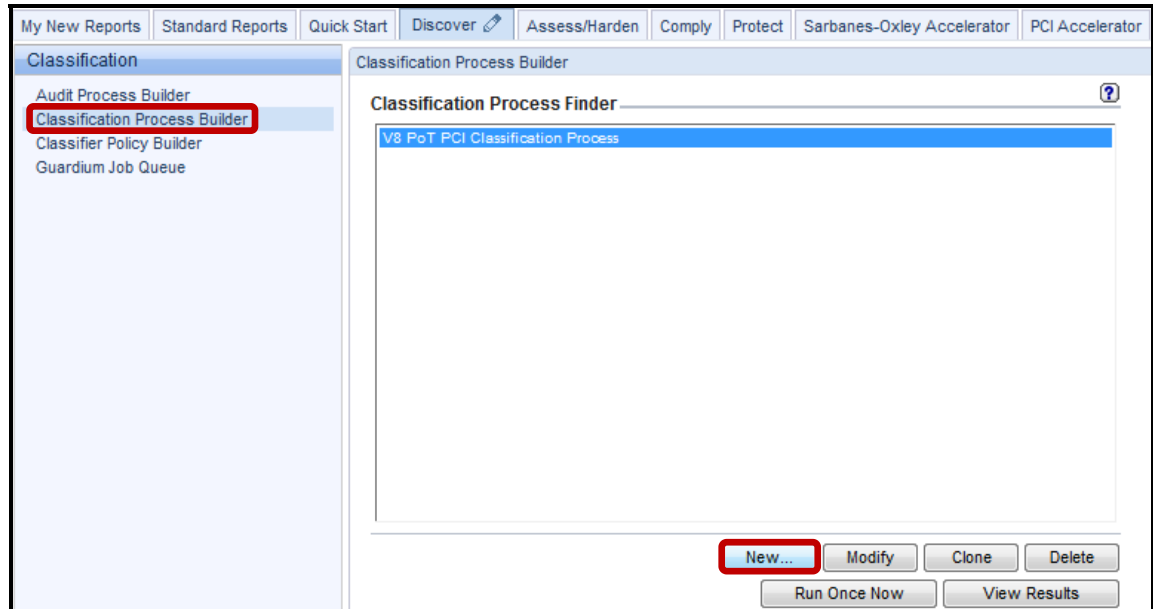 My New Reports Standard Reports Quick Start Discover Assess/Harden Comply Protect Sarbanes-Oxley Accelerator PCI Accelerator
Classification
Audit Process Builder
Classification Process Builder
Classifier Policy Builder
Guardium Job Queue
Classification Process Builder
Classification Process Finder
?
V8 PoT PCI Classification Process
New... Modify Clone Delete
Run Once Now View Results